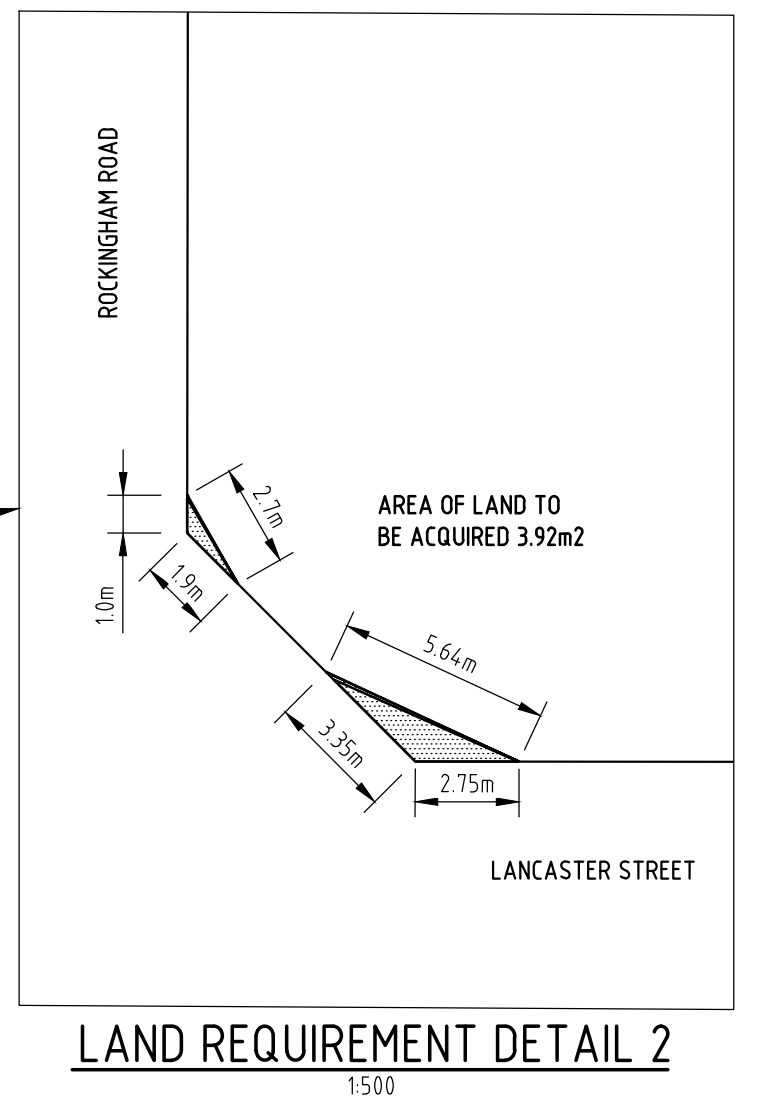 ROCKINGHAM ROAD
2.7m
AREA OF LAND TO
BE ACQUIRED 3.92m2
1.9m
1.0m
5.64m
3.35m
2.75m
LANCASTER STREET
LAND REQUIREMENT DETAIL 2
1:500